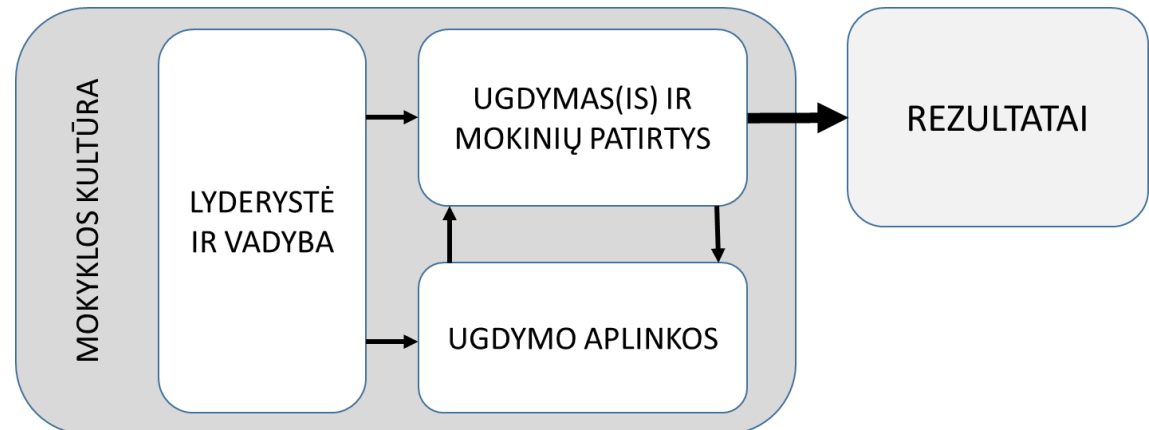 MOKYKLOS KULTŪRA
LYDERYSTĖ
IR VADYBA
UGDYMAS(IS) IR
MOKINIŲ PATIRTYS
UGDYMO APLINKOS
REZULTATAI